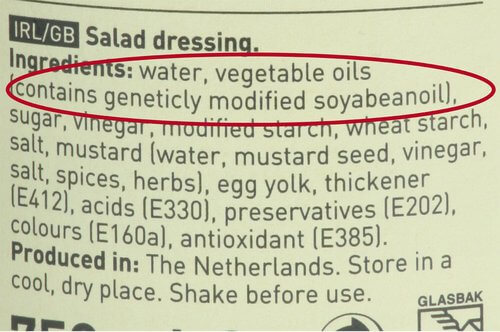 IRL/GB Salad dressing.
Ingredients: water, vegetable oils
(contains geneticly modified soyabeanoil),
sugar, vinegar, modified starch, wheat starch,
salt, mustard (water, mustard seed, vinegar,
salt, spices, herbs), egg yolk, thickener
(E412), acids (E330), preservatives (E202),
colours (E160a), antioxidant (E385).
Produced in: The Netherlands. Store in a
cool, dry place. Shake before use.
GLASBAK